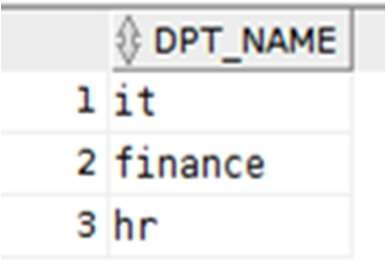 DPT_NAME
1 it
2 finance
3 hr